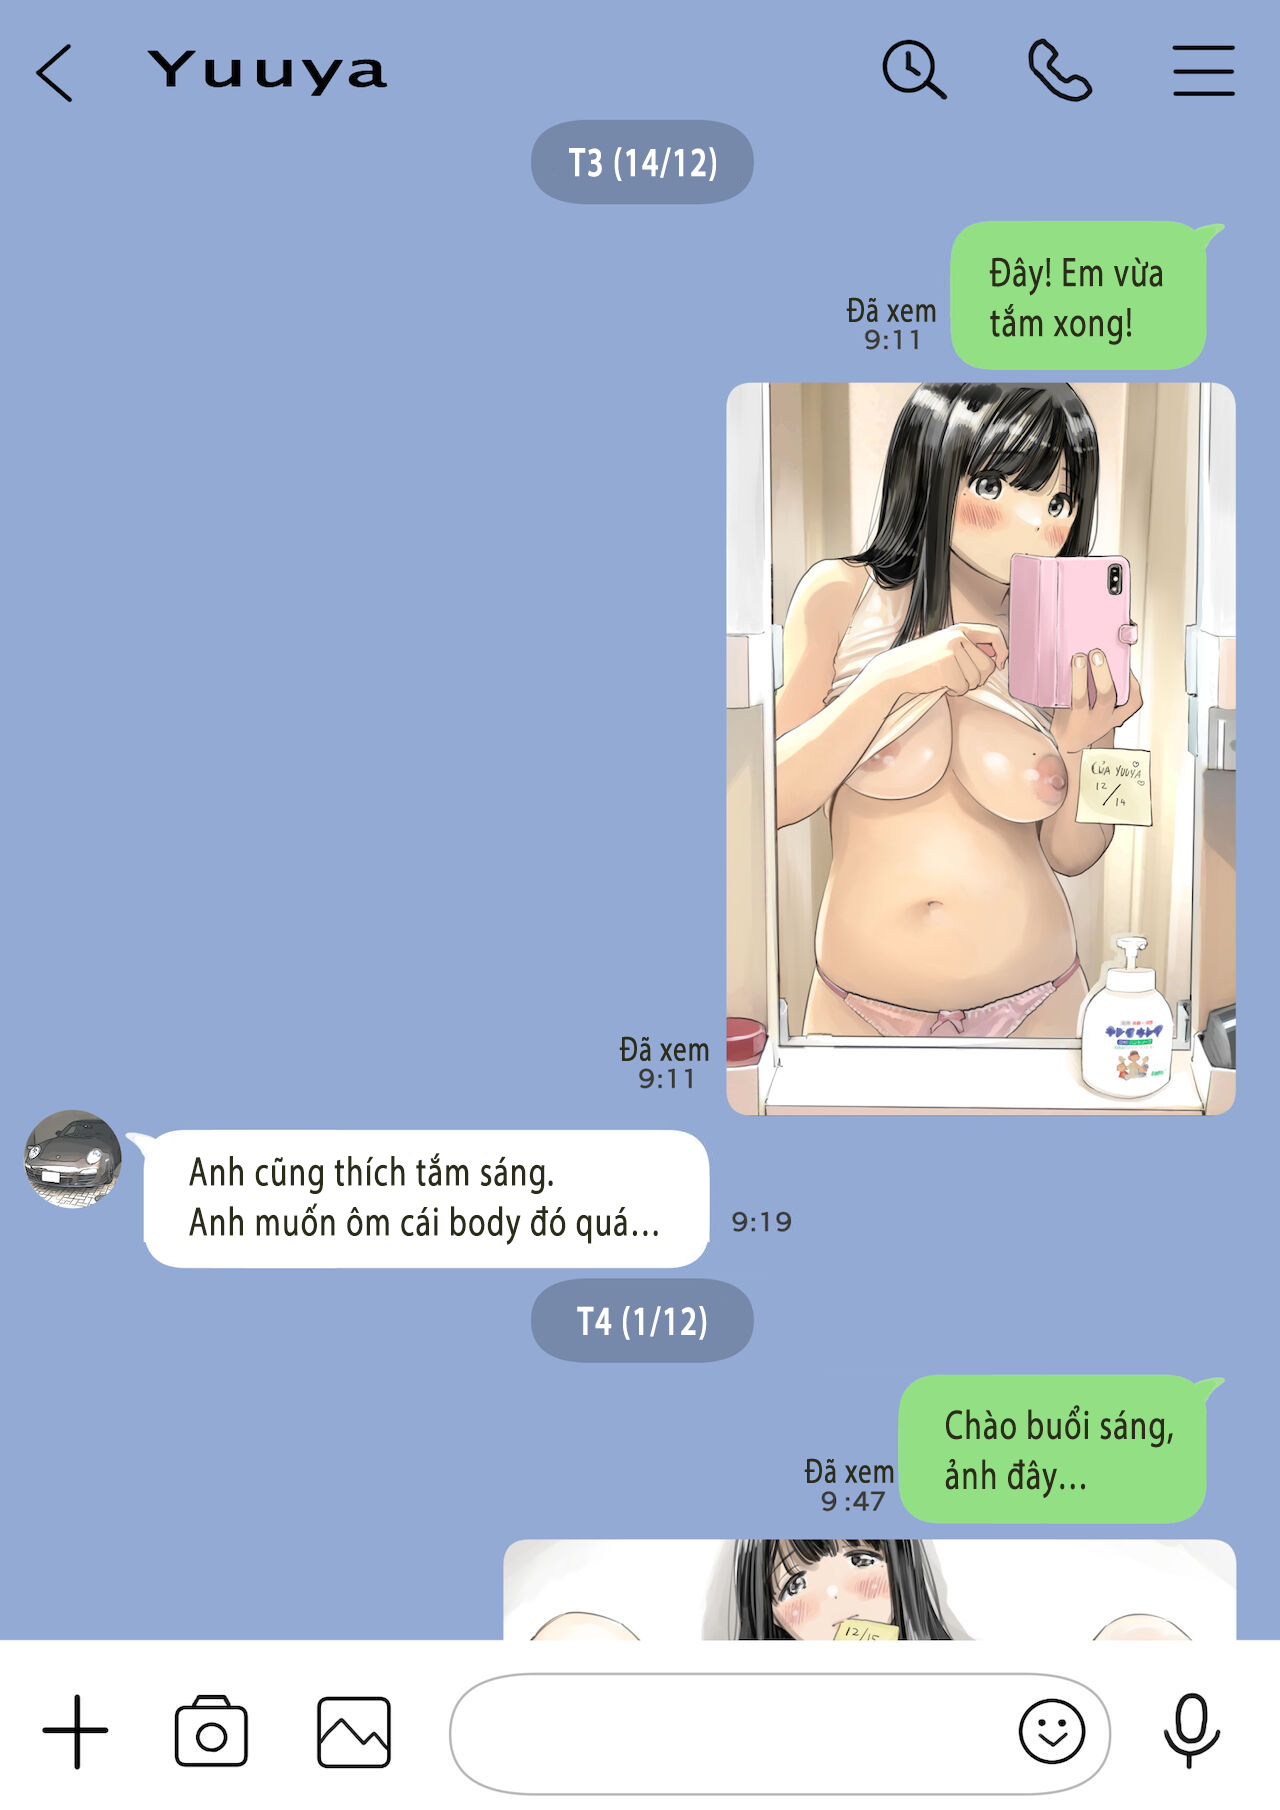 Yuuya
T3 (14/12)
Đây! Em vừa
tắm xong!
Đã xem
9:11
CỦA YUUYA
12/14
Đã xem
9:11
Anh cũng thích tắm sáng.
Anh muốn ôm cái body đó quá...
9:19
T4 (1/12)
Chào buổi sáng,
ảnh đây...
Đã xem
9:47
12/15